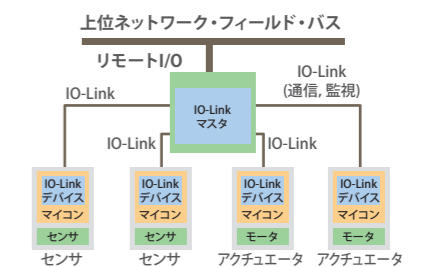 上位ネットワーク・フィールド・バス
リモートI/O
IO-Link
(通信, 監視)
IO-Link
IO-Link
マスタ
IO-Link
IO-Link
IO-Link
デバイス
マイコン
センサ
センサ
IO-Link
デバイス
マイコン
センサ
センサ
IO-Link
デバイス
マイコン
モータ
アクチュエータ
IO-Link
デバイス
マイコン
モータ
アクチュエータ